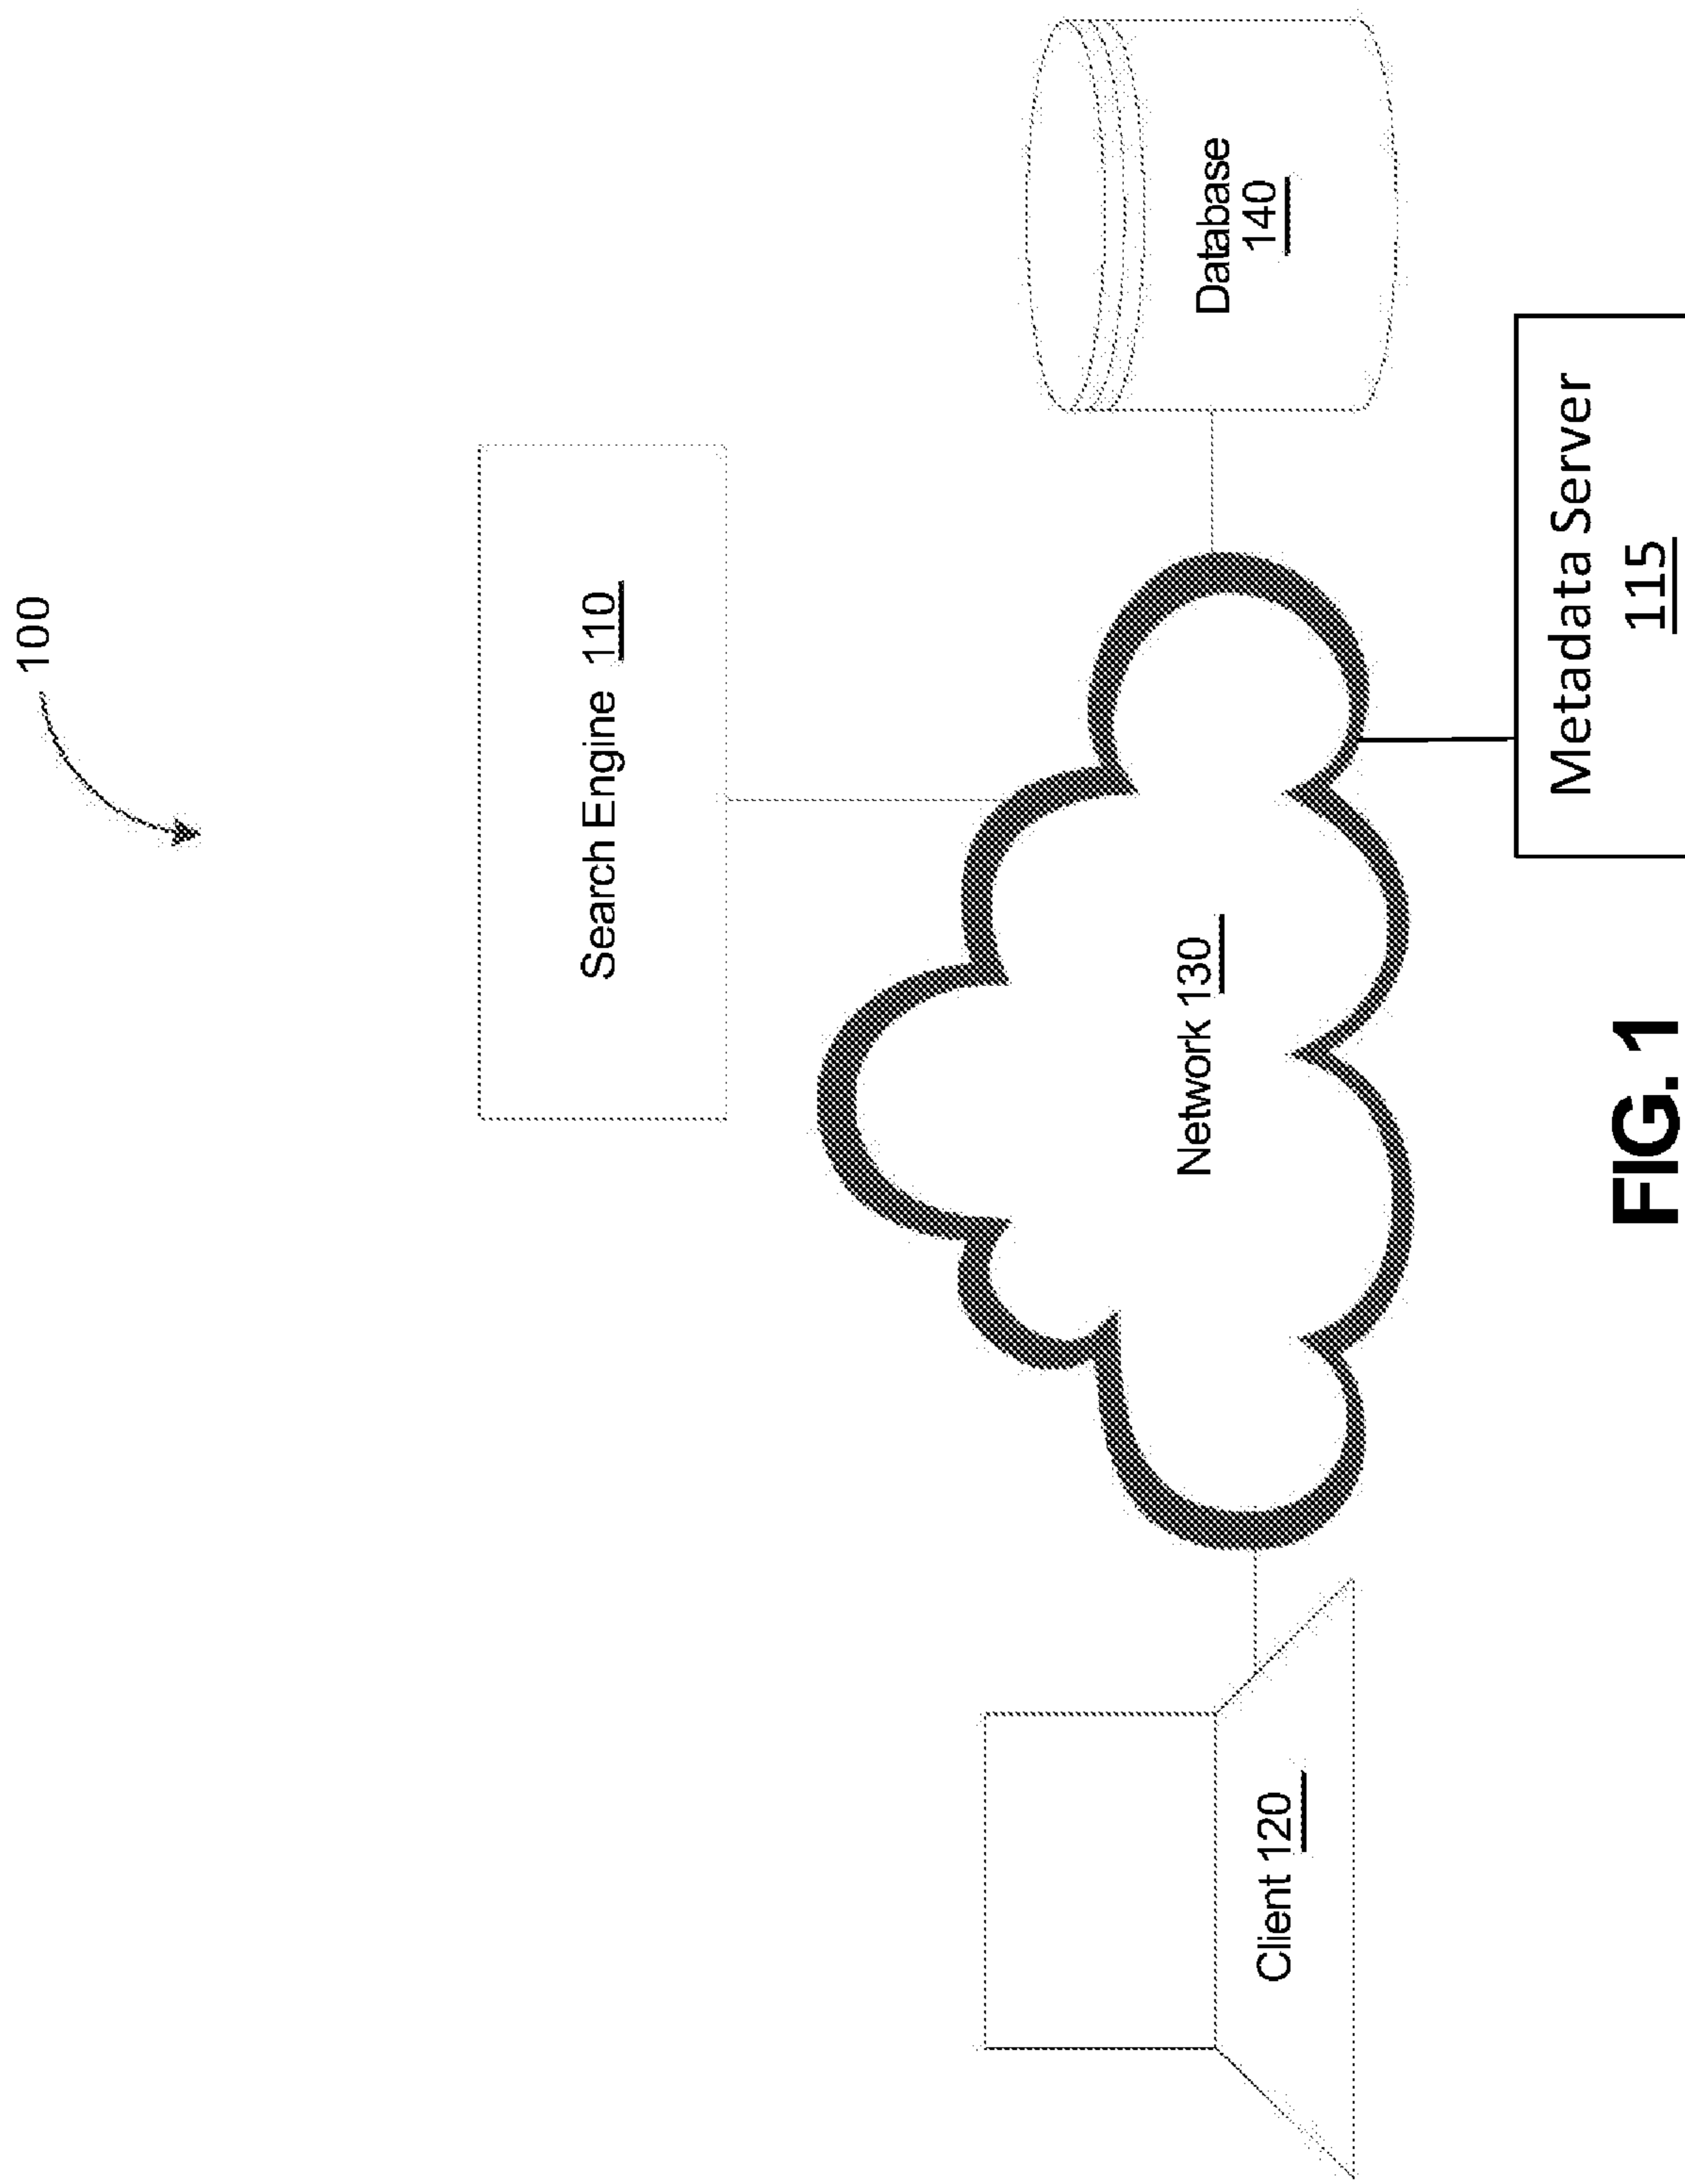 100
Search Engine 110
Network 130
Database
140
Client 120
Metadata Server
115
FIG. 1